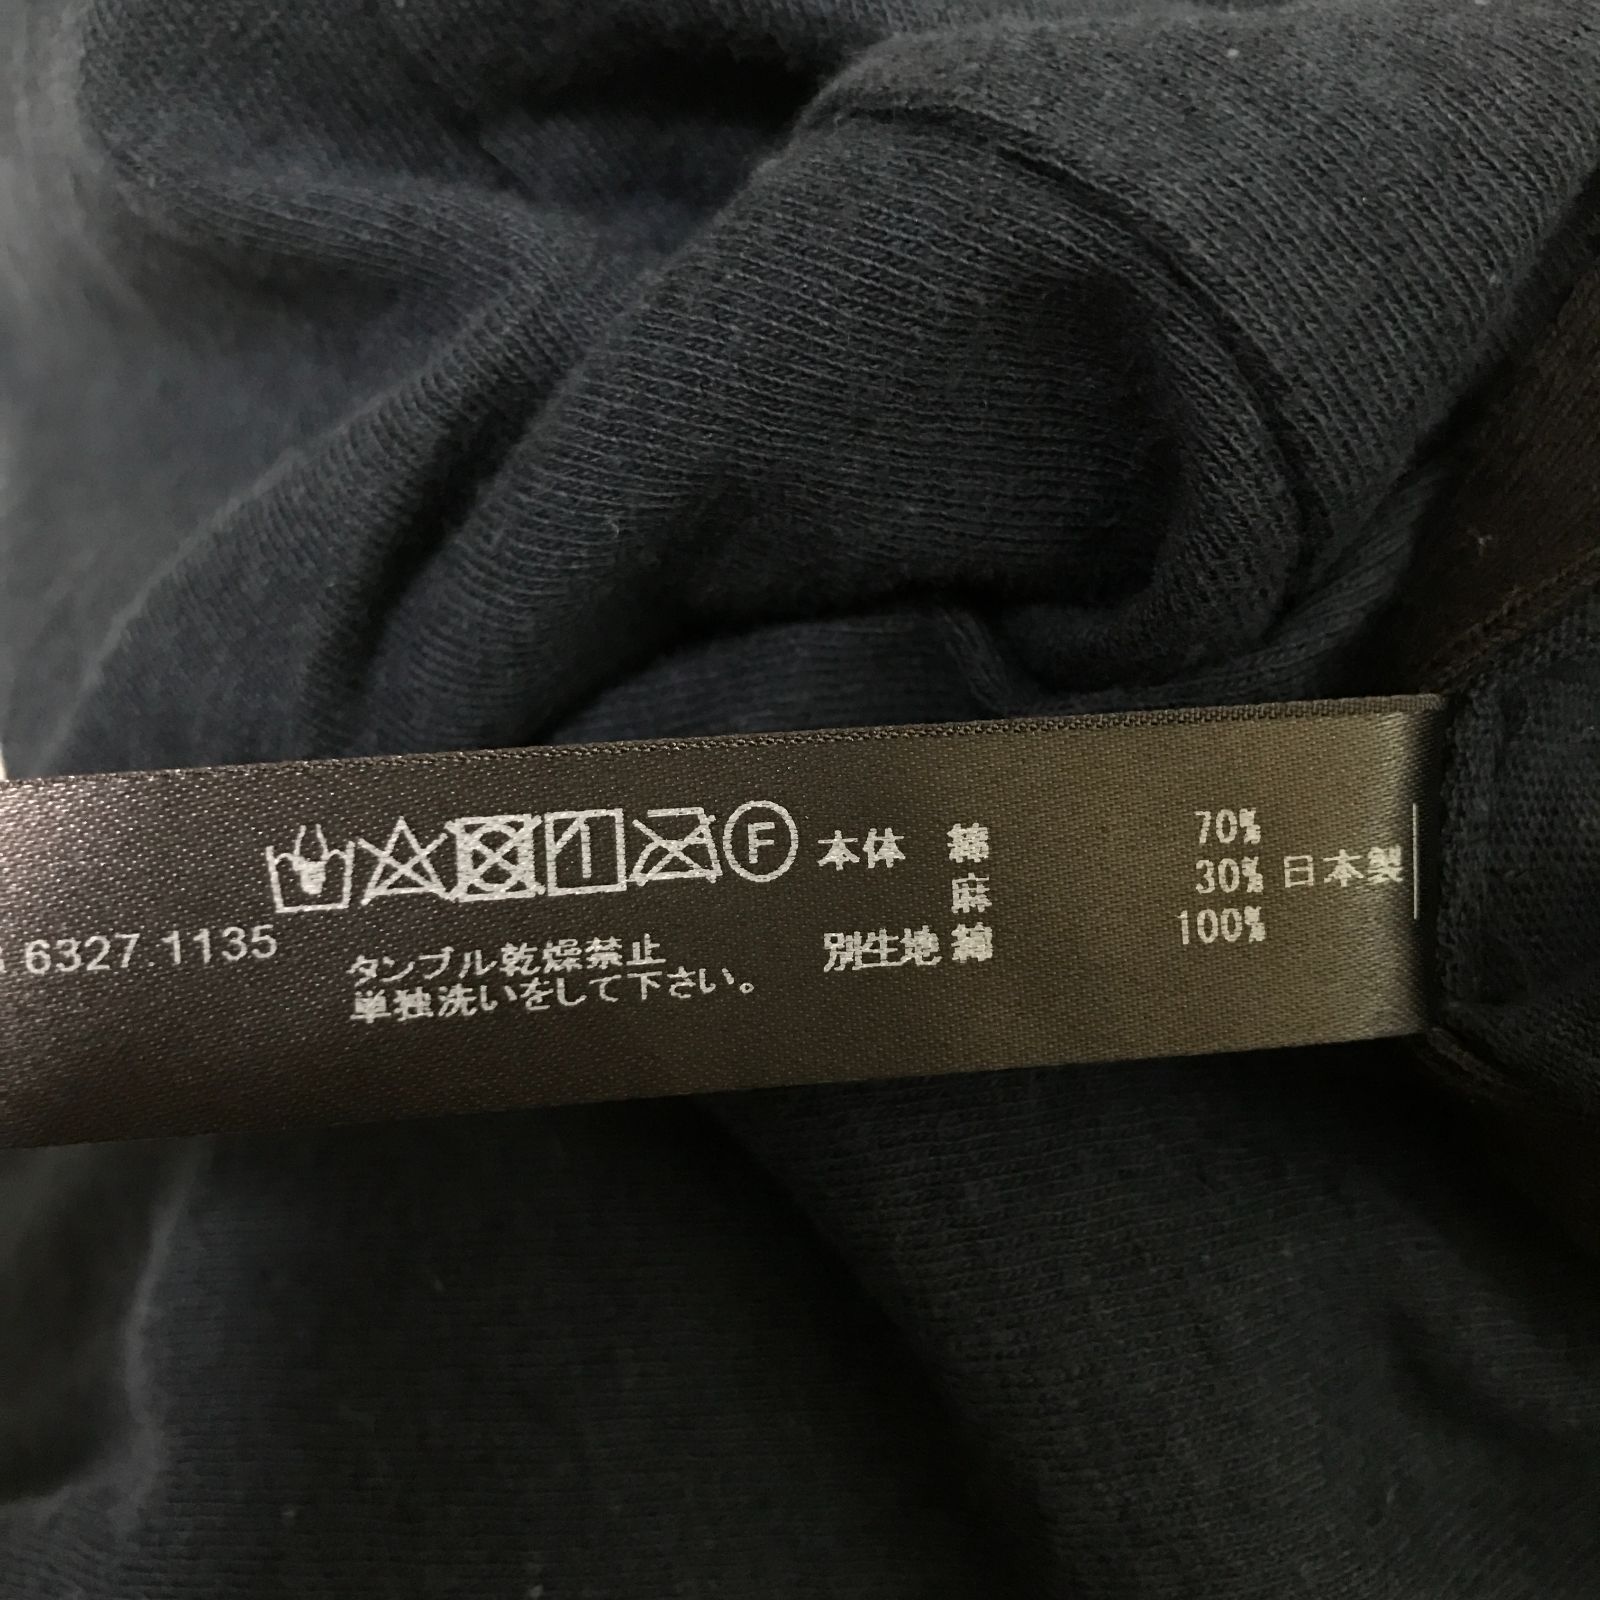 6327.1135
F
タンブル乾燥禁止
単独洗いをして下さい。
本体 綿 70%
麻 30%
別生地 綿 100%
日本製